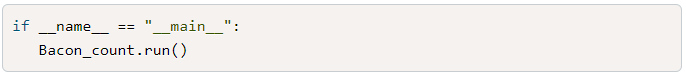 if __name__ == "__main__":
   Bacon_count.run()